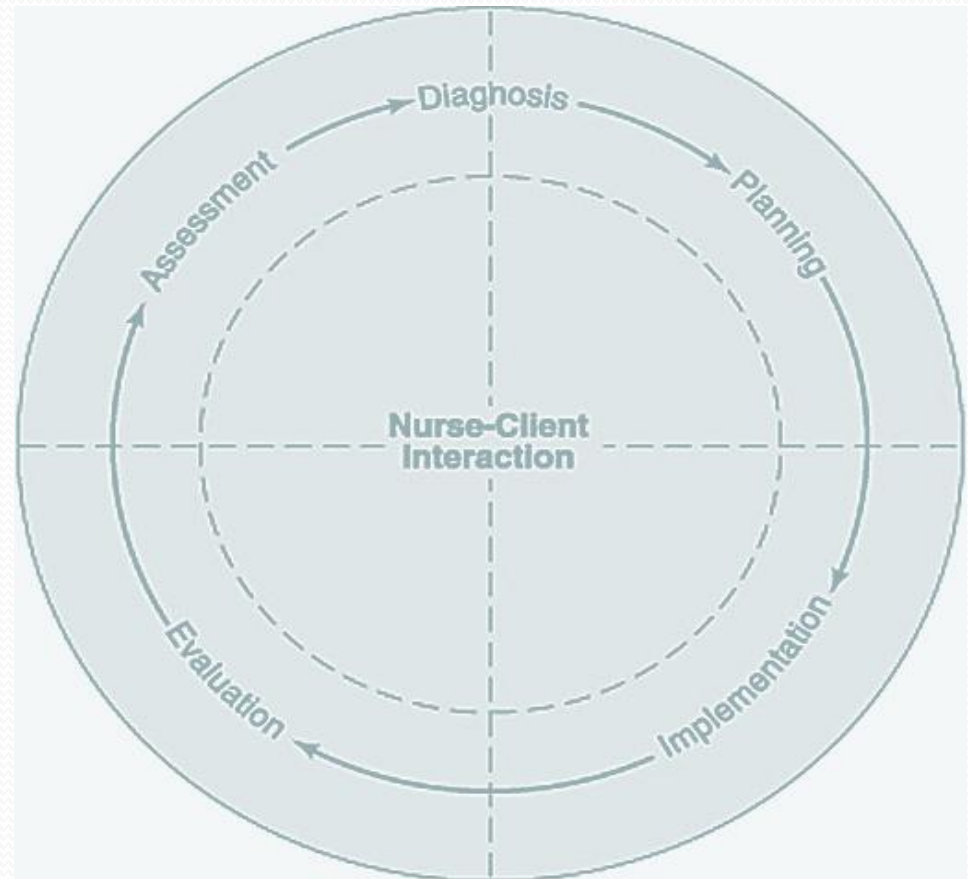 Diagnosis
Planning
Implementation
Evaluation
Assessment
Nurse-Client
Interaction